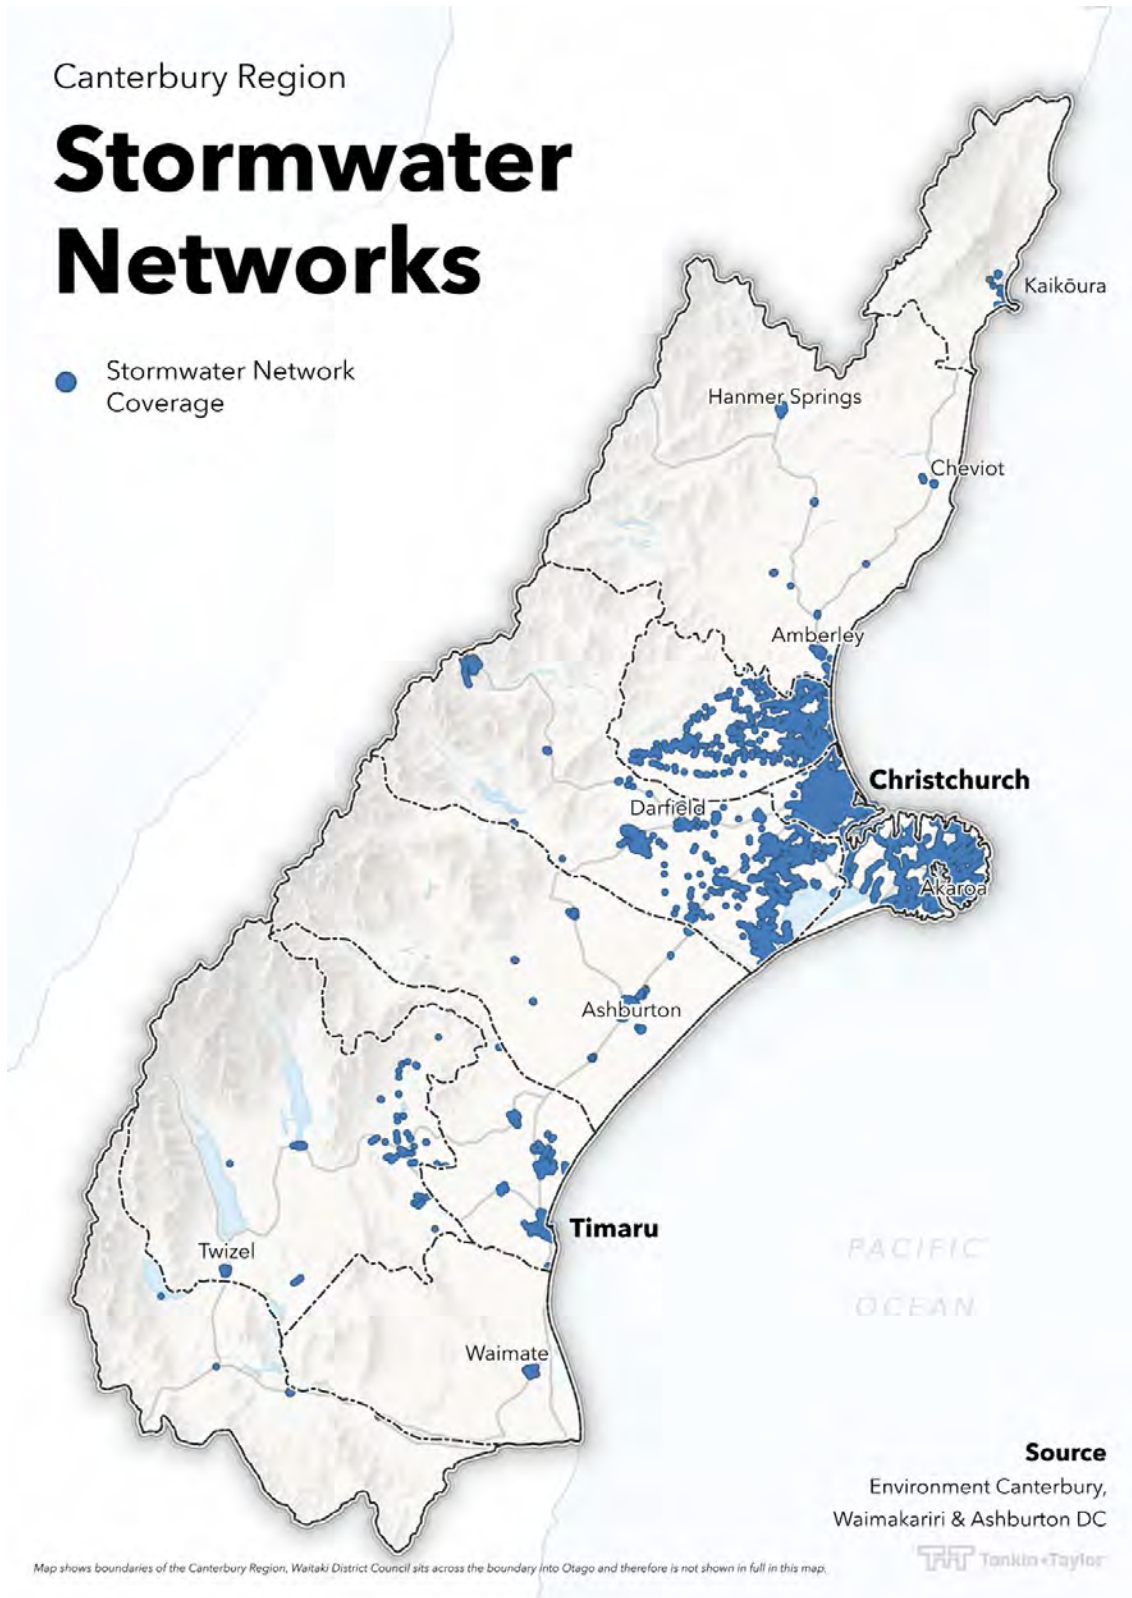 Canterbury Region
Stormwater
Networks
Stormwater Network
Coverage
Kaikōura
Hanmer Springs
Cheviot
Amberley
Christchurch
Darfield
Akaroa
Ashburton
Timaru
Twizel
PACIFIC
OCEAN
Waimate
Source
Environment Canterbury,
Waimakariri & Ashburton DC
T+T Tonkin+Taylor
Map shows boundaries of the Canterbury Region, Waitaki District Council sits across the boundary into Otago and therefore is not shown in full in this map.